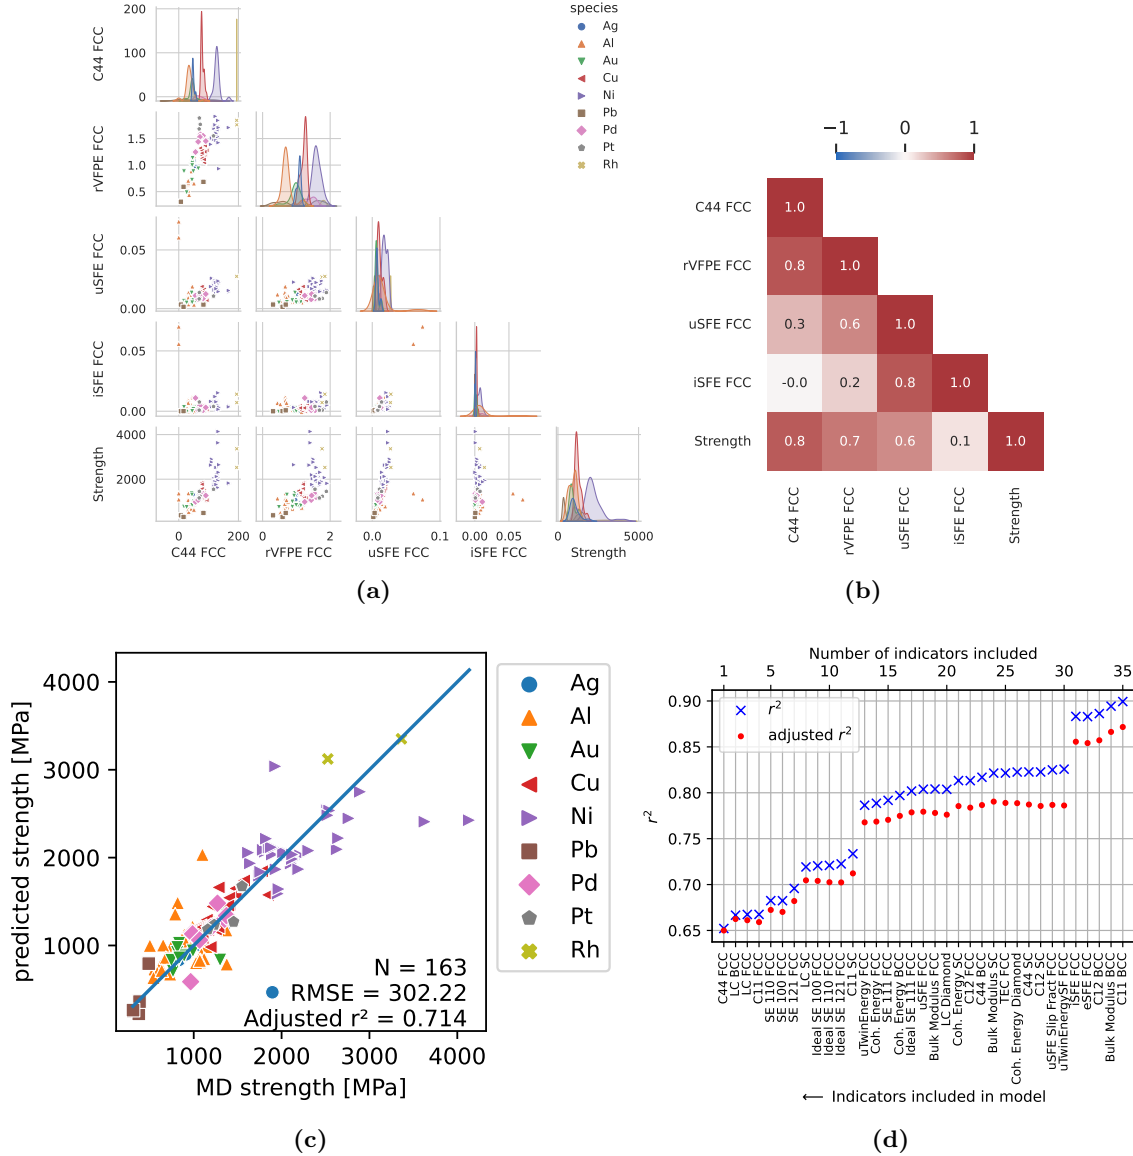 species
Ag
Al
Au
Cu
Ni
Pb
Pd
Pt
Rh
200
100
0
C44 FCC
1.5
1.0
0.5
rVFPE FCC
0.05
0.00
uSFE FCC
0.05
0.00
iSFE FCC
4000
2000
Strength
0 200
0 2
0.0 0.1
0.00 0.05
0 5000
C44 FCC
rVFPE FCC
uSFE FCC
iSFE FCC
Strength
(a)
−1 0 1
C44 FCC 1.0
rVFPE FCC 0.8 1.0
uSFE FCC 0.3 0.6 1.0
iSFE FCC -0.0 0.2 0.8 1.0
Strength 0.8 0.7 0.6 0.1 1.0
C44 FCC
rVFPE FCC
uSFE FCC
iSFE FCC
Strength
(b)
predicted strength [MPa]
4000
3000
2000
1000
N = 163
RMSE = 302.22
Adjusted r² = 0.714
1000 2000 3000 4000
MD strength [MPa]
Ag
Al
Au
Cu
Ni
Pb
Pd
Pt
Rh
(c)
Number of indicators included
1 5 10 15 20 25 30 35
r²
adjusted r²
r²
0.90
0.85
0.80
0.75
0.70
0.65
C44 FCC
LC BCC
LC FCC
C11 FCC
SE 110 FCC
SE 100 FCC
SE 121 FCC
LC SC
Ideal SE 100 FCC
Ideal SE 110 FCC
Ideal SE 121 FCC
C11 SC
uTwinEnergy FCC
Coh. Energy FCC
SE 111 FCC
Coh. Energy BCC
Ideal SE 111 FCC
uSFE FCC
Bulk Modulus FCC
LC Diamond
Coh. Energy SC
C12 FCC
C44 BCC
Bulk Modulus SC
TEC FCC
Coh. Energy Diamond
C44 SC
C12 SC
uSFE Slip Fract FCC
uTwinEnergySF FCC
iSFE FCC
eSFE FCC
C12 BCC
Bulk Modulus BCC
C11 BCC
← Indicators included in model
(d)